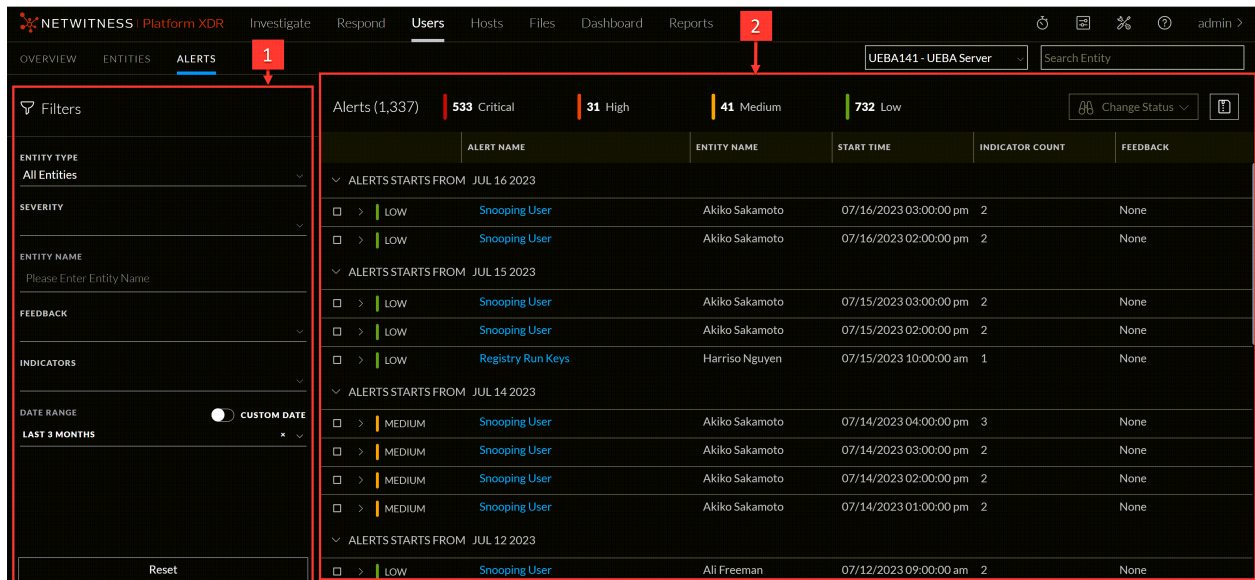 NETWITNESS Platform XDR Investigate Respond Users Hosts Files Dashboard Reports admin >
2
OVERVIEW ENTITIES ALERTS
1
UEBA141 - UEBA Server
Search Entity
Filters
ENTITY TYPE
All Entities
SEVERITY
ENTITY NAME
Please Enter Entity Name
FEEDBACK
INDICATORS
DATE RANGE CUSTOM DATE
LAST 3 MONTHS ×
Reset
Alerts (1,337) 533 Critical 31 High 41 Medium 732 Low Change Status
ALERT NAME ENTITY NAME START TIME INDICATOR COUNT FEEDBACK
ALERTS STARTS FROM JUL 16 2023
LOW Snooping User Akiko Sakamoto 07/16/2023 03:00:00 pm 2 None
LOW Snooping User Akiko Sakamoto 07/16/2023 02:00:00 pm 2 None
ALERTS STARTS FROM JUL 15 2023
LOW Snooping User Akiko Sakamoto 07/15/2023 03:00:00 pm 2 None
LOW Snooping User Akiko Sakamoto 07/15/2023 02:00:00 pm 2 None
LOW Registry Run Keys Harriso Nguyen 07/15/2023 10:00:00 am 1 None
ALERTS STARTS FROM JUL 14 2023
MEDIUM Snooping User Akiko Sakamoto 07/14/2023 04:00:00 pm 3 None
MEDIUM Snooping User Akiko Sakamoto 07/14/2023 03:00:00 pm 2 None
MEDIUM Snooping User Akiko Sakamoto 07/14/2023 02:00:00 pm 2 None
MEDIUM Snooping User Akiko Sakamoto 07/14/2023 01:00:00 pm 2 None
ALERTS STARTS FROM JUL 12 2023
LOW Snooping User Ali Freeman 07/12/2023 09:00:00 am 2 None